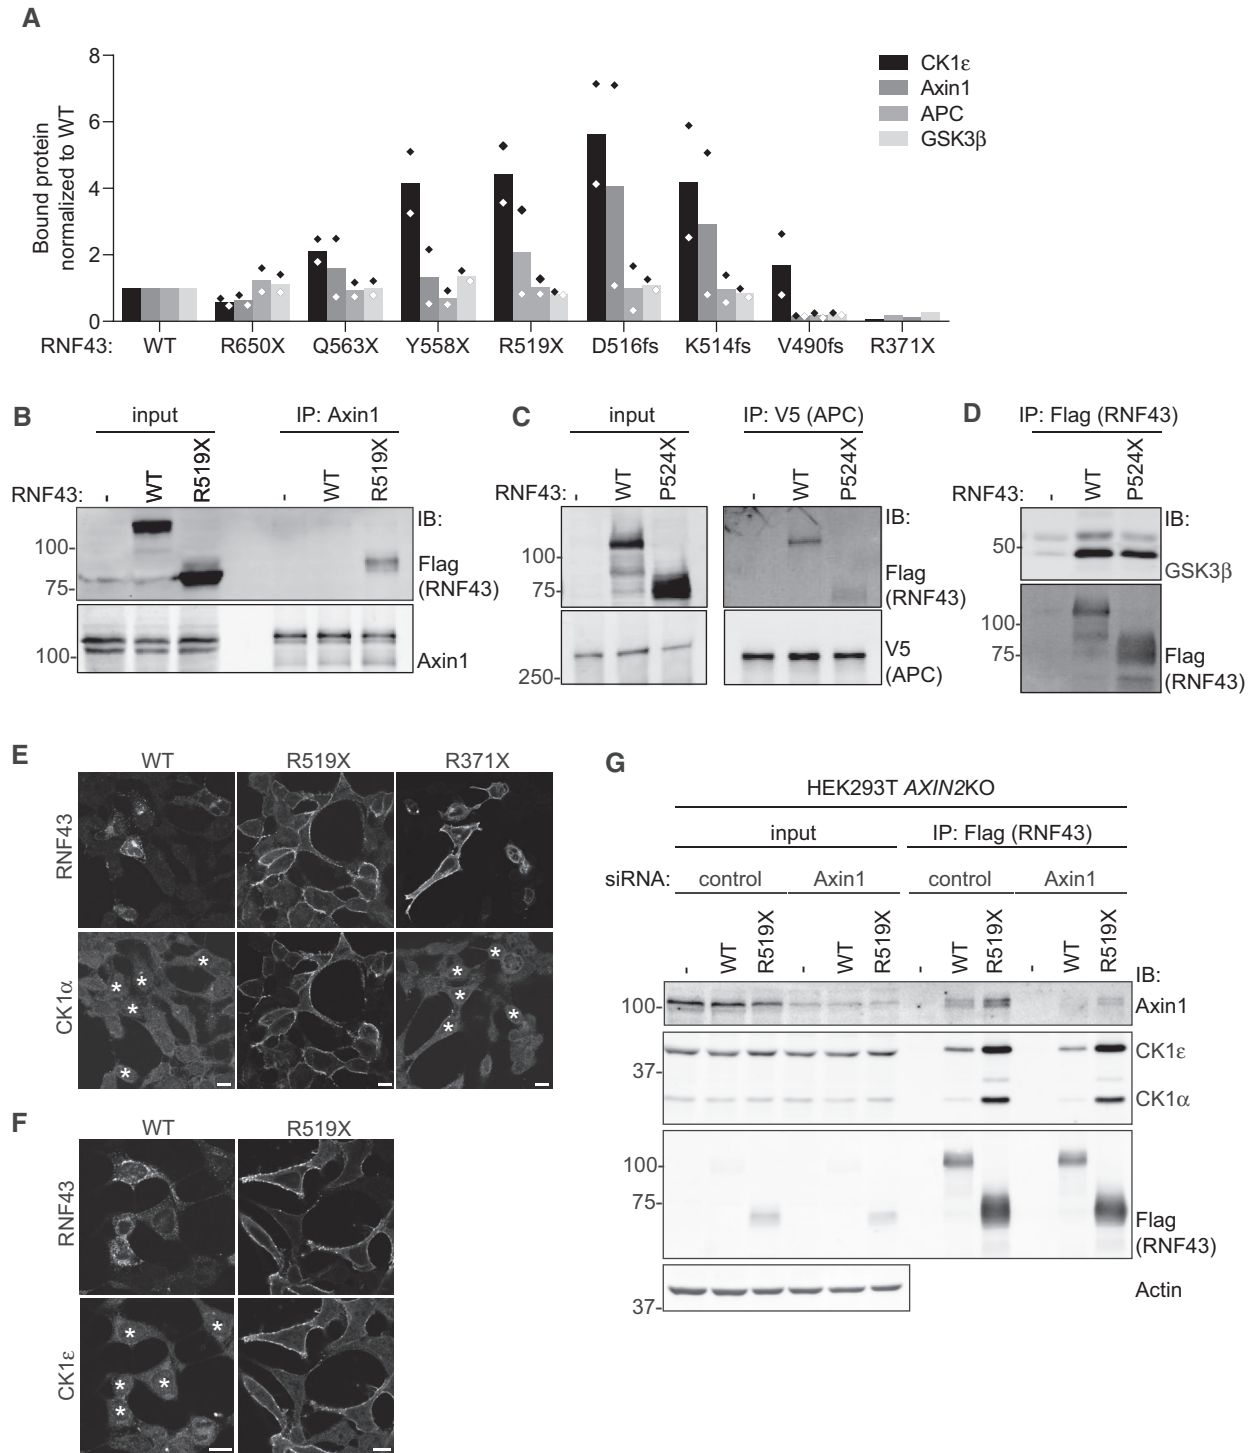 A
Bound protein
normalized to WT
8
6
4
2
0
CK1ε
Axin1
APC
GSK3β
RNF43: WT R650X Q563X Y558X R519X D516fs K514fs V490fs R371X
B
input IP: Axin1
RNF43: - WT R519X - WT R519X
IB:
100-
75-
Flag
(RNF43)
100-
Axin1
C
input IP: V5 (APC)
RNF43: - WT P524X - WT P524X
IB:
100-
75-
Flag
(RNF43)
250-
V5
(APC)
D
IP: Flag (RNF43)
RNF43: - WT P524X
IB:
50-
GSK3β
100-
75-
Flag
(RNF43)
E
WT R519X R371X
RNF43
CK1α
* * * * *
* * * * *
F
WT R519X
RNF43
CK1ε
* * * * *
G
HEK293T AXIN2KO
input IP: Flag (RNF43)
siRNA: control Axin1 control Axin1
- WT R519X - WT R519X - WT R519X - WT R519X
IB:
100-
Axin1
CK1ε
37-
CK1α
100-
75-
Flag
(RNF43)
Actin
37-